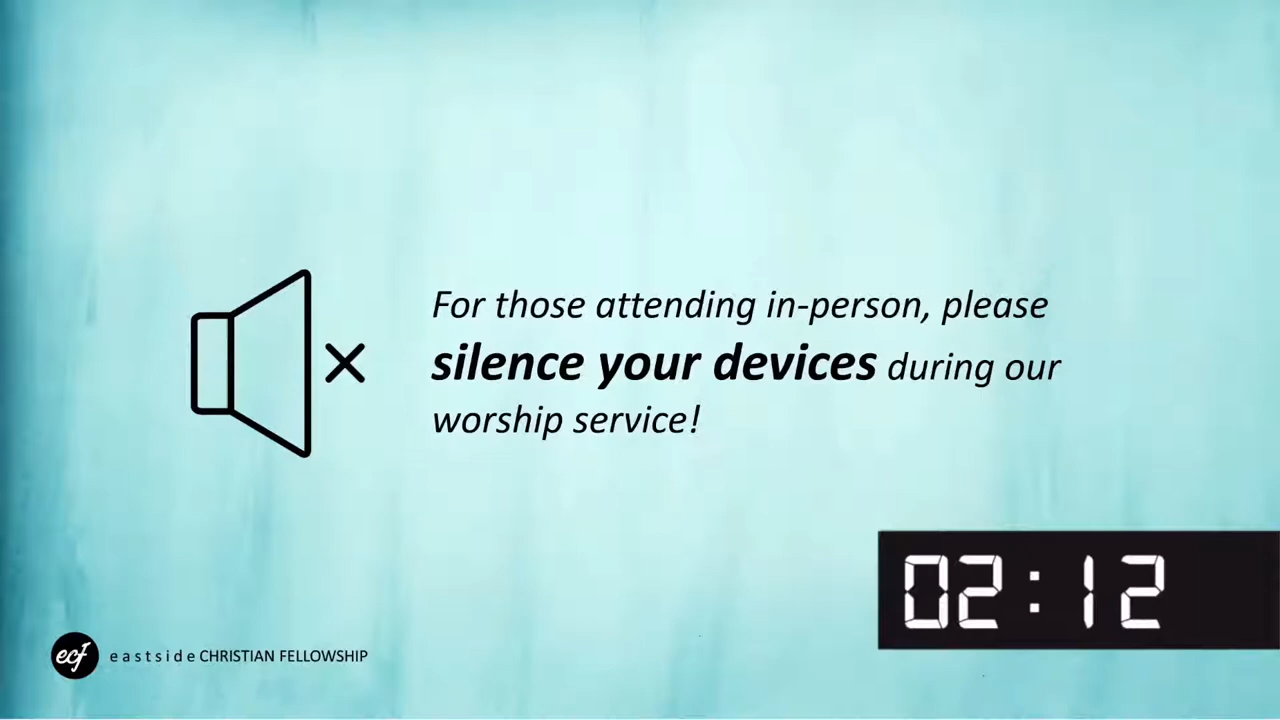 For those attending in-person, please
silence your devices during our
worship service!
02:12
ecf
eastside CHRISTIAN FELLOWSHIP